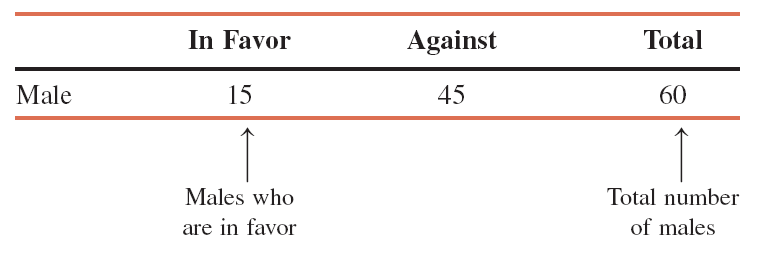 In Favor Against Total
Male 15 45 60
Males who are in favor
Total number of males